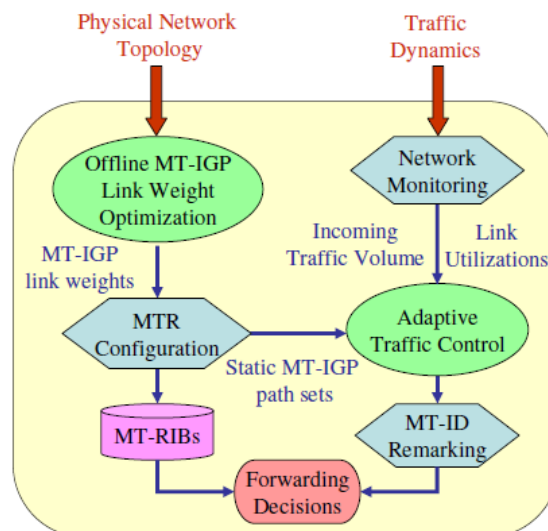 Physical Network
Topology
Traffic
Dynamics
Offline MT-IGP
Link Weight
Optimization
Network
Monitoring
MT-IGP
link weights
Incoming
Traffic Volume
Link
Utilizations
MTR
Configuration
Adaptive
Traffic Control
Static MT-IGP
path sets
MT-RIBs
MT-ID
Remarking
Forwarding
Decisions